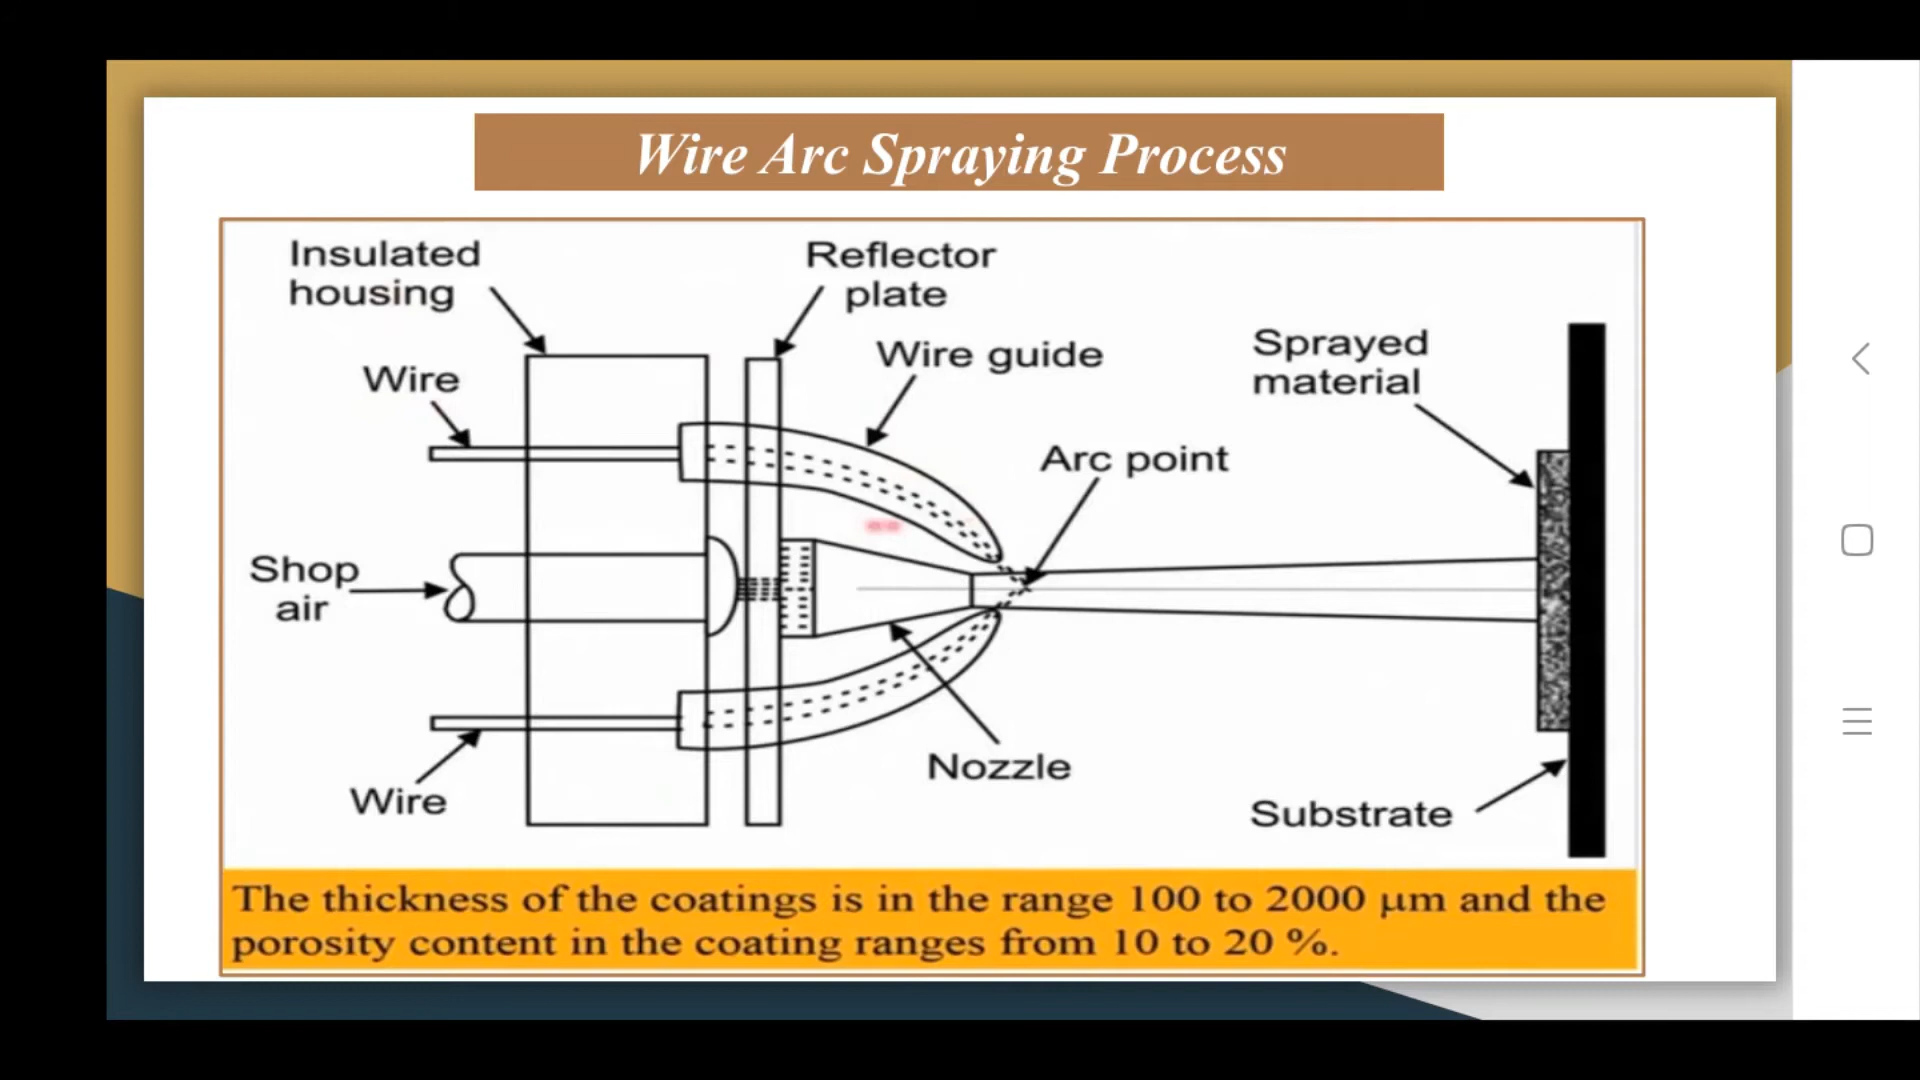 Wire Arc Spraying Process
Insulated
housing
Reflector
plate
Wire guide
Sprayed
material
Wire
Arc point
Shop
air
Nozzle
Wire
Substrate
The thickness of the coatings is in the range 100 to 2000 µm and the
porosity content in the coating ranges from 10 to 20 %.